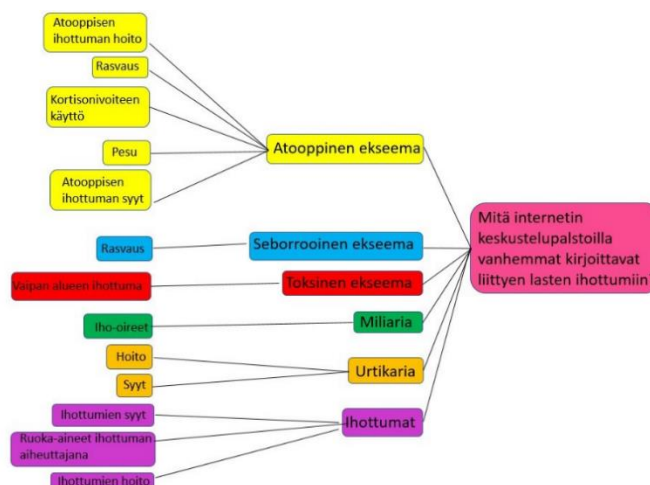 Atooppisen
ihottuman hoito
Rasvaus
Kortisonivoiteen
käyttö
Pesu
Atooppisen
ihottuman syyt
Atooppinen ekseema
Rasvaus
Seborrooinen ekseema
Vaipan alueen ihottuma
Toksinen ekseema
Iho-oireet
Miliaria
Hoito
Syyt
Urtikaria
Ihottumien syyt
Ruoka-aineet ihottuman
aiheuttajana
Ihottumien hoito
Ihottumat
Mitä internetin
keskustelupalstoilla
vanhemmat kirjoittavat
liittyen lasten ihottumiin